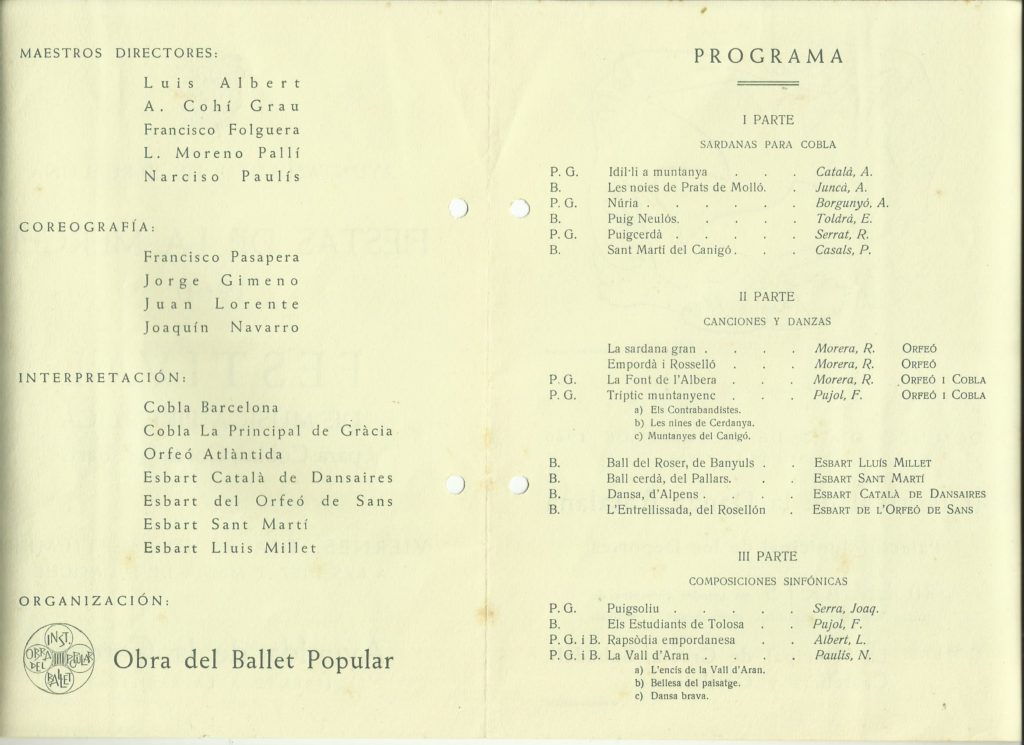 MAESTROS DIRECTORES:
Luis Albert
A. Cohí Grau
Francisco Folguera
L. Moreno Pallí
Narciso Paulís
COREOGRAFÍA:
Francisco Pasapera
Jorge Gimeno
Juan Lorente
Joaquín Navarro
INTERPRETACIÓN:
Cobla Barcelona
Cobla La Principal de Gràcia
Orfeó Atlàntida
Esbart Català de Dansaires
Esbart del Orfeó de Sans
Esbart Sant Martí
Esbart Lluis Millet
ORGANIZACIÓN:
INST.
OBRA DEL POPULAR
BALLET
Obra del Ballet Popular
PROGRAMA
I PARTE
SARDANAS PARA COBLA
P. G. Idil·li a muntanya . . . Català, A.
B. Les noies de Prats de Molló. . Juncà, A.
P. G. Núria . . . . . . Borgunyó, A.
B. Puig Neulós. . . . . Toldrà, E.
P. G. Puigcerdà . . . . . Serrat, R.
B. Sant Martí del Canigó . . . Casals, P.
II PARTE
CANCIONES Y DANZAS
La sardana gran . . . . Morera, R. ORFEÓ
Empordà i Rosselló . . . Morera, R. ORFEÓ
P. G. La Font de l'Albera . . . Morera, R. ORFEÓ I COBLA
P. G. Tríptic muntanyenc . . . Pujol, F. ORFEÓ I COBLA
a) Els Contrabandistes.
b) Les nines de Cerdanya.
c) Muntanyes del Canigó.
B. Ball del Roser, de Banyuls . . ESBART LLUÍS MILLET
B. Ball cerdà, del Pallars. . . ESBART SANT MARTÍ
B. Dansa, d'Alpens . . . . ESBART CATALÀ DE DANSAIRES
B. L'Entrellissada, del Rosellón . ESBART DE L'ORFEÓ DE SANS
III PARTE
COMPOSICIONES SINFÓNICAS
P. G. Puigsoliu . . . . . Serra, Joaq.
B. Els Estudiants de Tolosa . . Pujol, F.
P. G. i B. Rapsòdia empordanesa . . Albert, L.
P. G. i B. La Vall d'Aran . . . . Paulís, N.
a) L'encís de la Vall d'Aran.
b) Bellesa del paisatge.
c) Dansa brava.